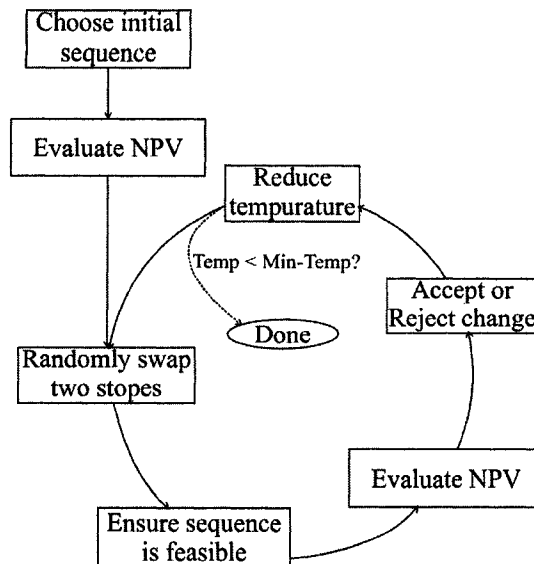 Choose initial
sequence
Evaluate NPV
Reduce
tempurature
Temp < Min-Temp?
Done
Accept or
Reject change
Randomly swap
two stopes
Evaluate NPV
Ensure sequence
is feasible